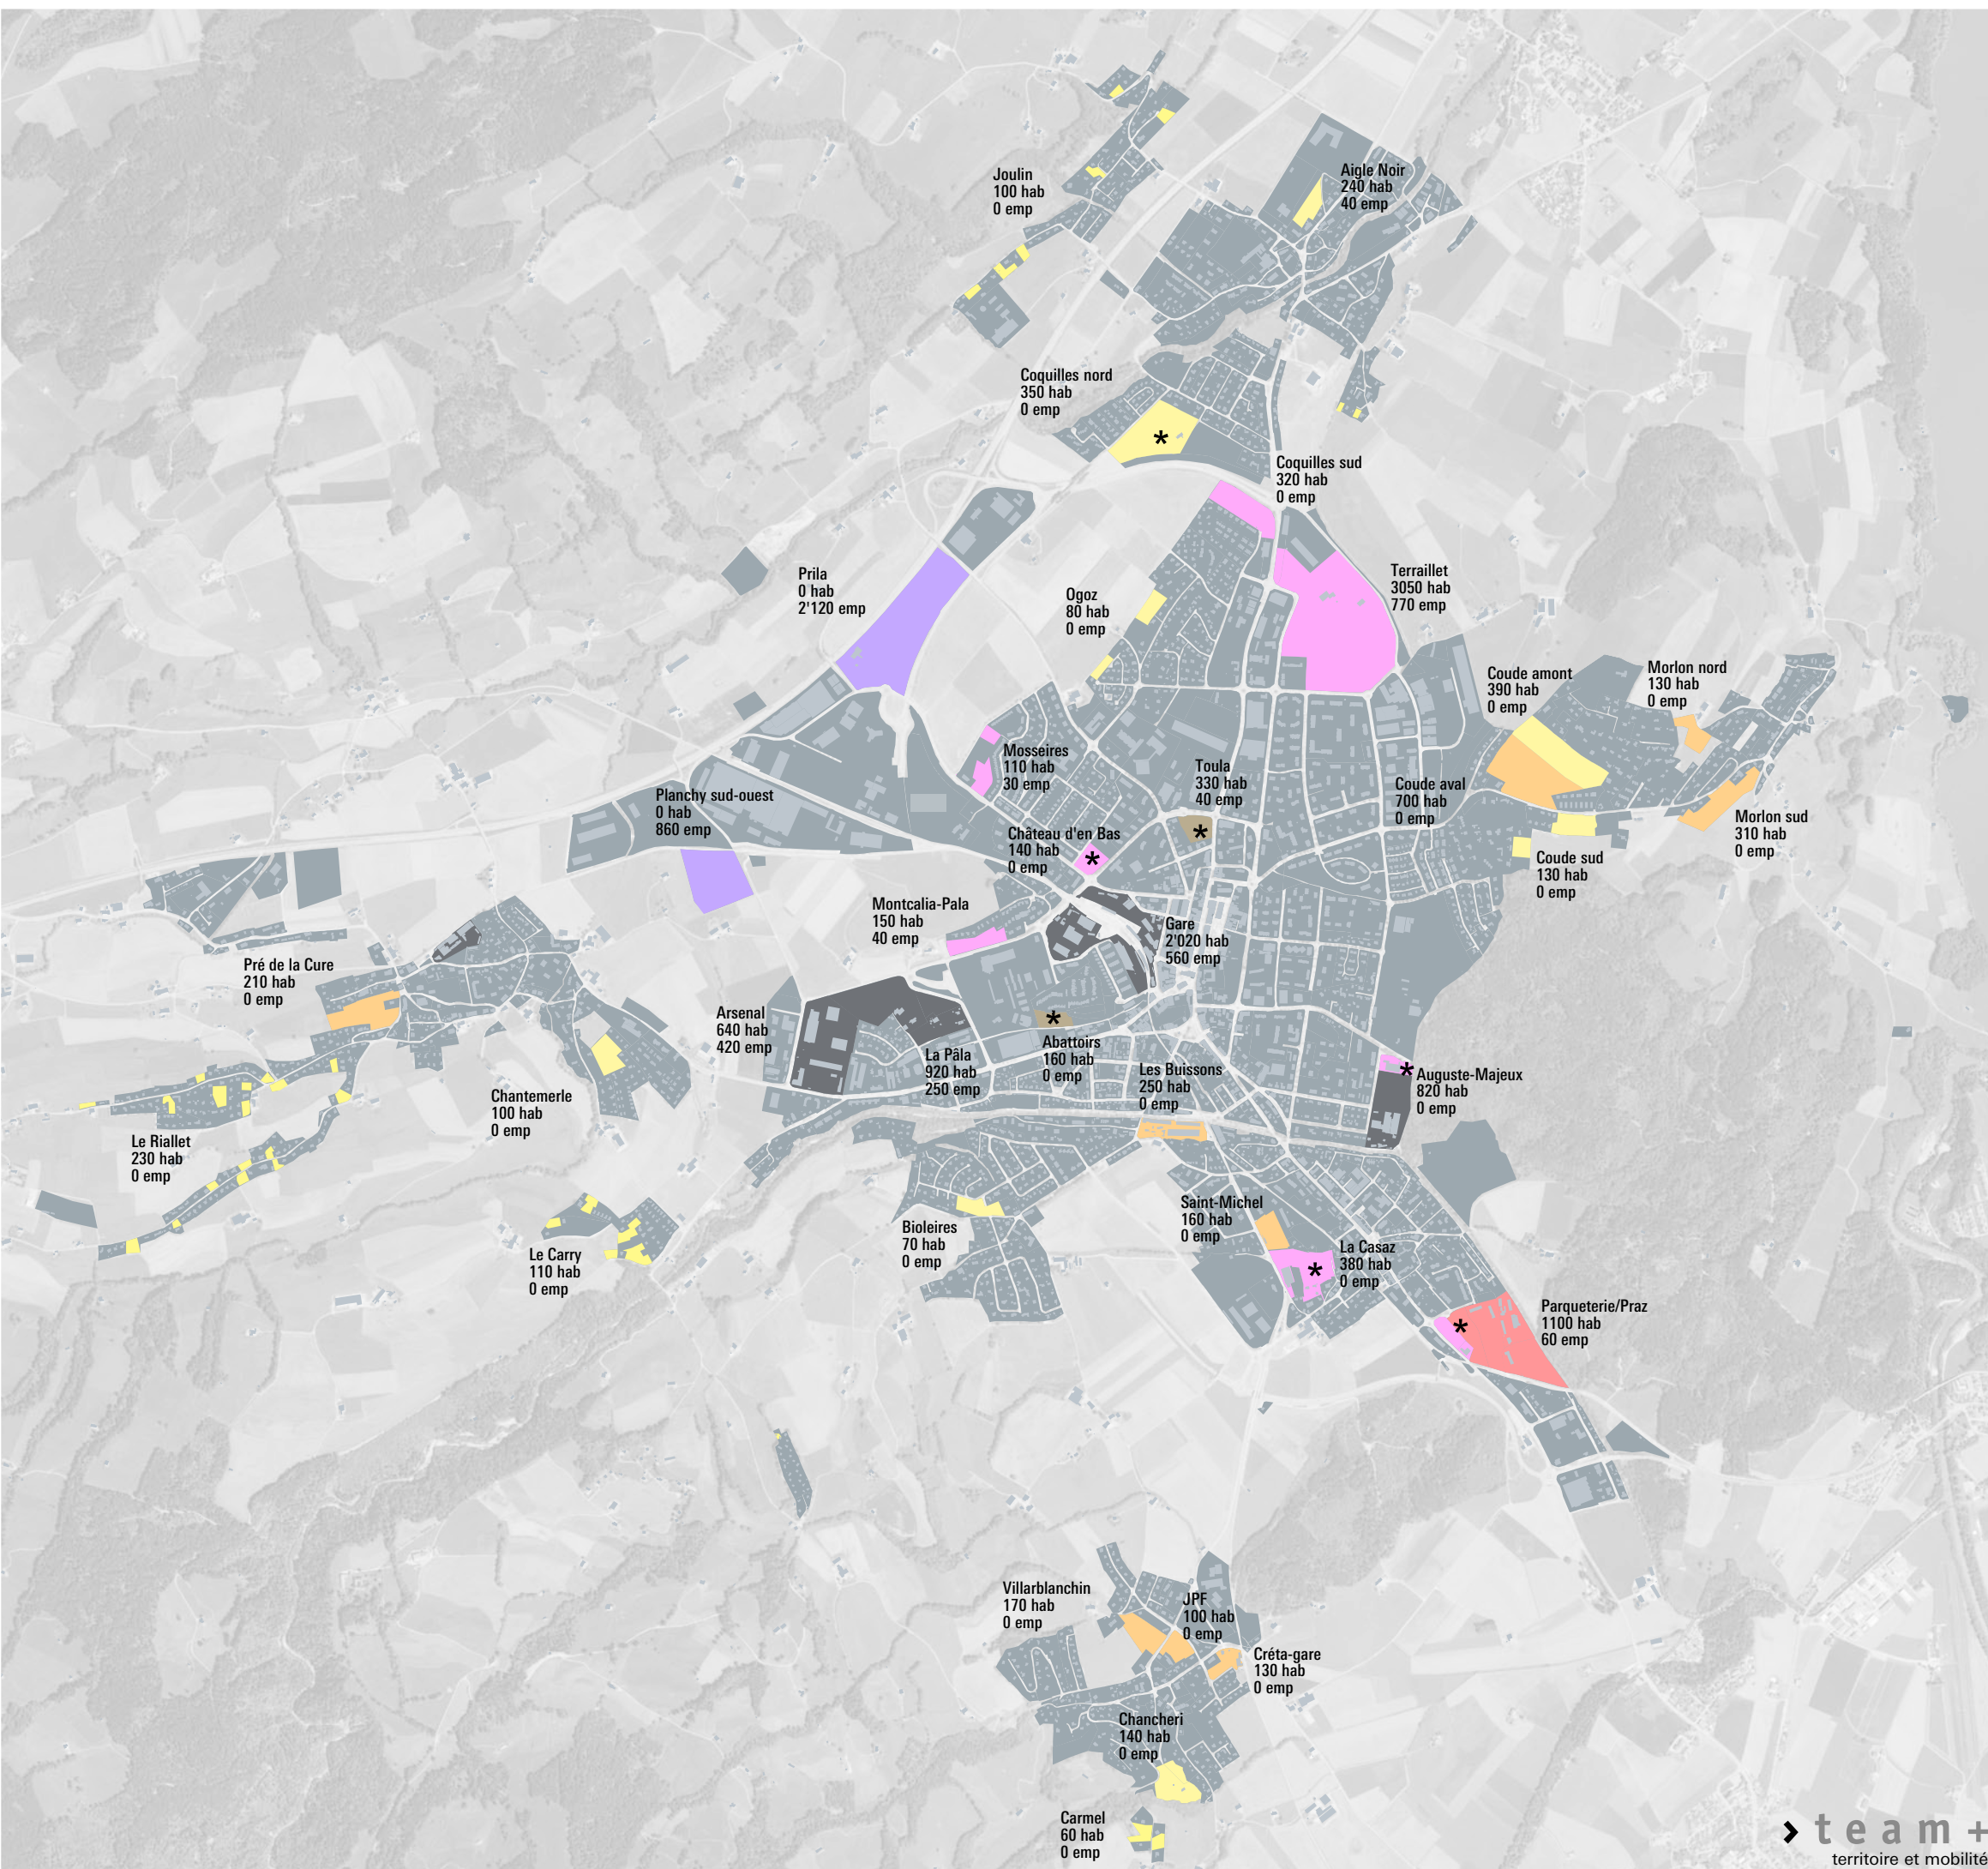 Joulin
100 hab
0 emp
Aigle Noir
240 hab
40 emp
Coquilles nord
350 hab
0 emp
*
Coquilles sud
320 hab
0 emp
Prila
0 hab
2'120 emp
Ogoz
80 hab
0 emp
Terraillet
3050 hab
770 emp
Coude amont
390 hab
0 emp
Morlon nord
130 hab
0 emp
Mosseires
110 hab
30 emp
Toula
330 hab
40 emp
*
Coude aval
700 hab
0 emp
Planchy sud-ouest
0 hab
860 emp
Morlon sud
310 hab
0 emp
Château d'en Bas
140 hab
0 emp
*
Coude sud
130 hab
0 emp
Montcalia-Pala
150 hab
40 emp
Gare
2'020 hab
560 emp
Pré de la Cure
210 hab
0 emp
Arsenal
640 hab
420 emp
*
La Pâla
920 hab
250 emp
Abattoirs
160 hab
0 emp
Les Buissons
250 hab
0 emp
*
Auguste-Majeux
820 hab
0 emp
Chantemerle
100 hab
0 emp
Le Riallet
230 hab
0 emp
Saint-Michel
160 hab
0 emp
Bioleires
70 hab
0 emp
Le Carry
110 hab
0 emp
*
La Casaz
380 hab
0 emp
*
Parqueterie/Praz
1100 hab
60 emp
Villarblanchin
170 hab
0 emp
JPF
100 hab
0 emp
Créta-gare
130 hab
0 emp
Chancheri
140 hab
0 emp
Carmel
60 hab
0 emp
team+
territoire et mobilité